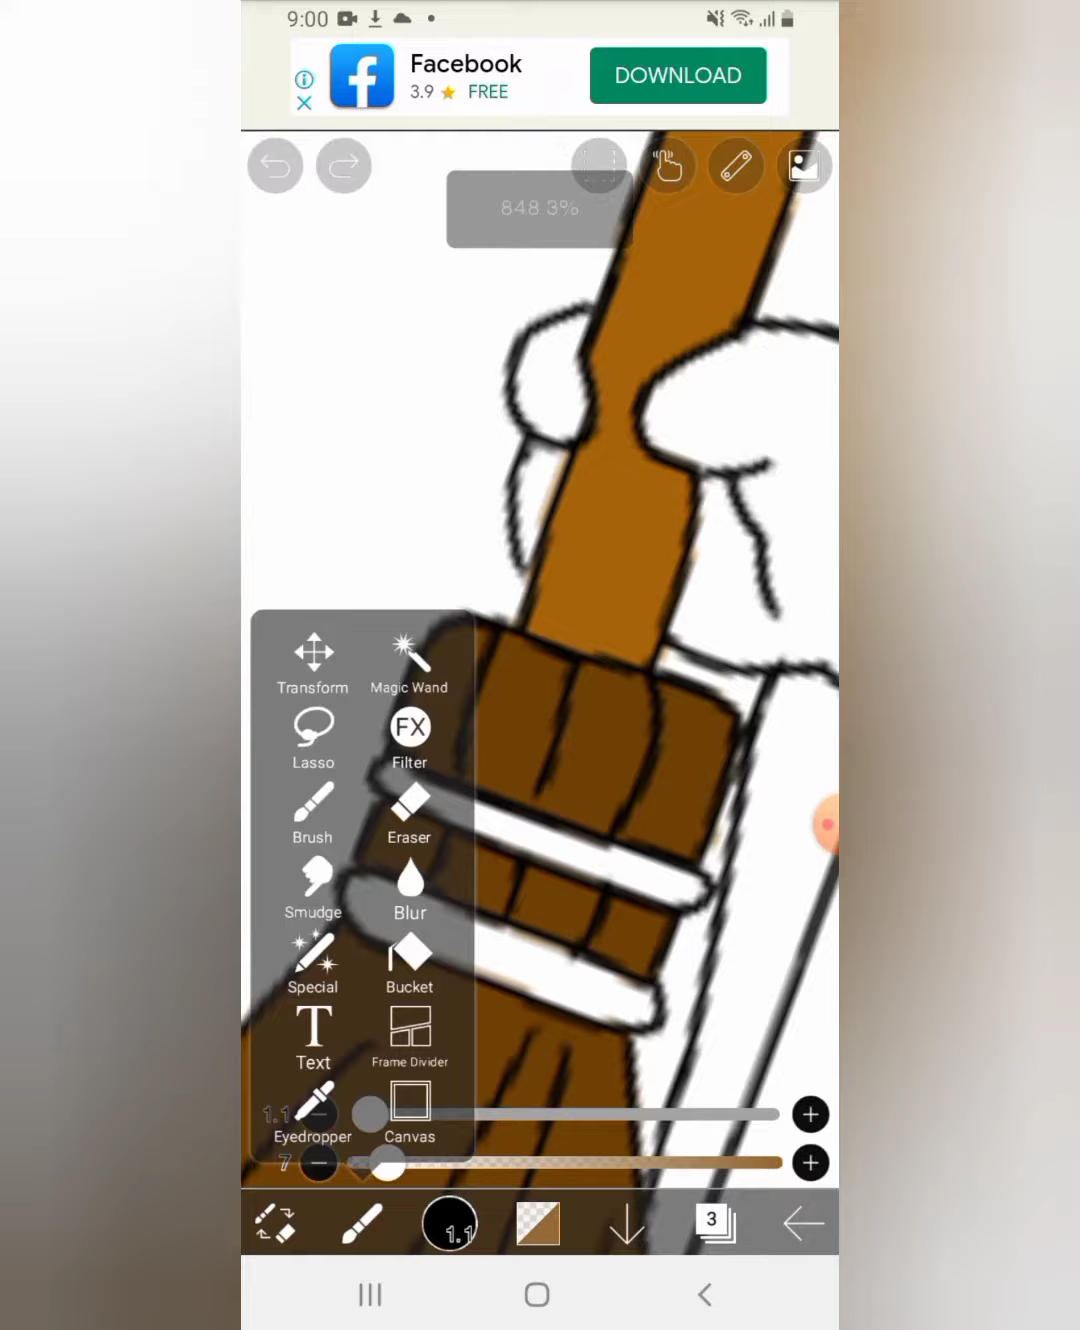 9:00
Facebook
3.9 FREE
DOWNLOAD
848.3%
Transform Magic Wand
Lasso Filter
FX
Brush Eraser
Smudge Blur
Special Bucket
T
Text Frame Divider
1.1
Eyedropper Canvas
7
1.1
3